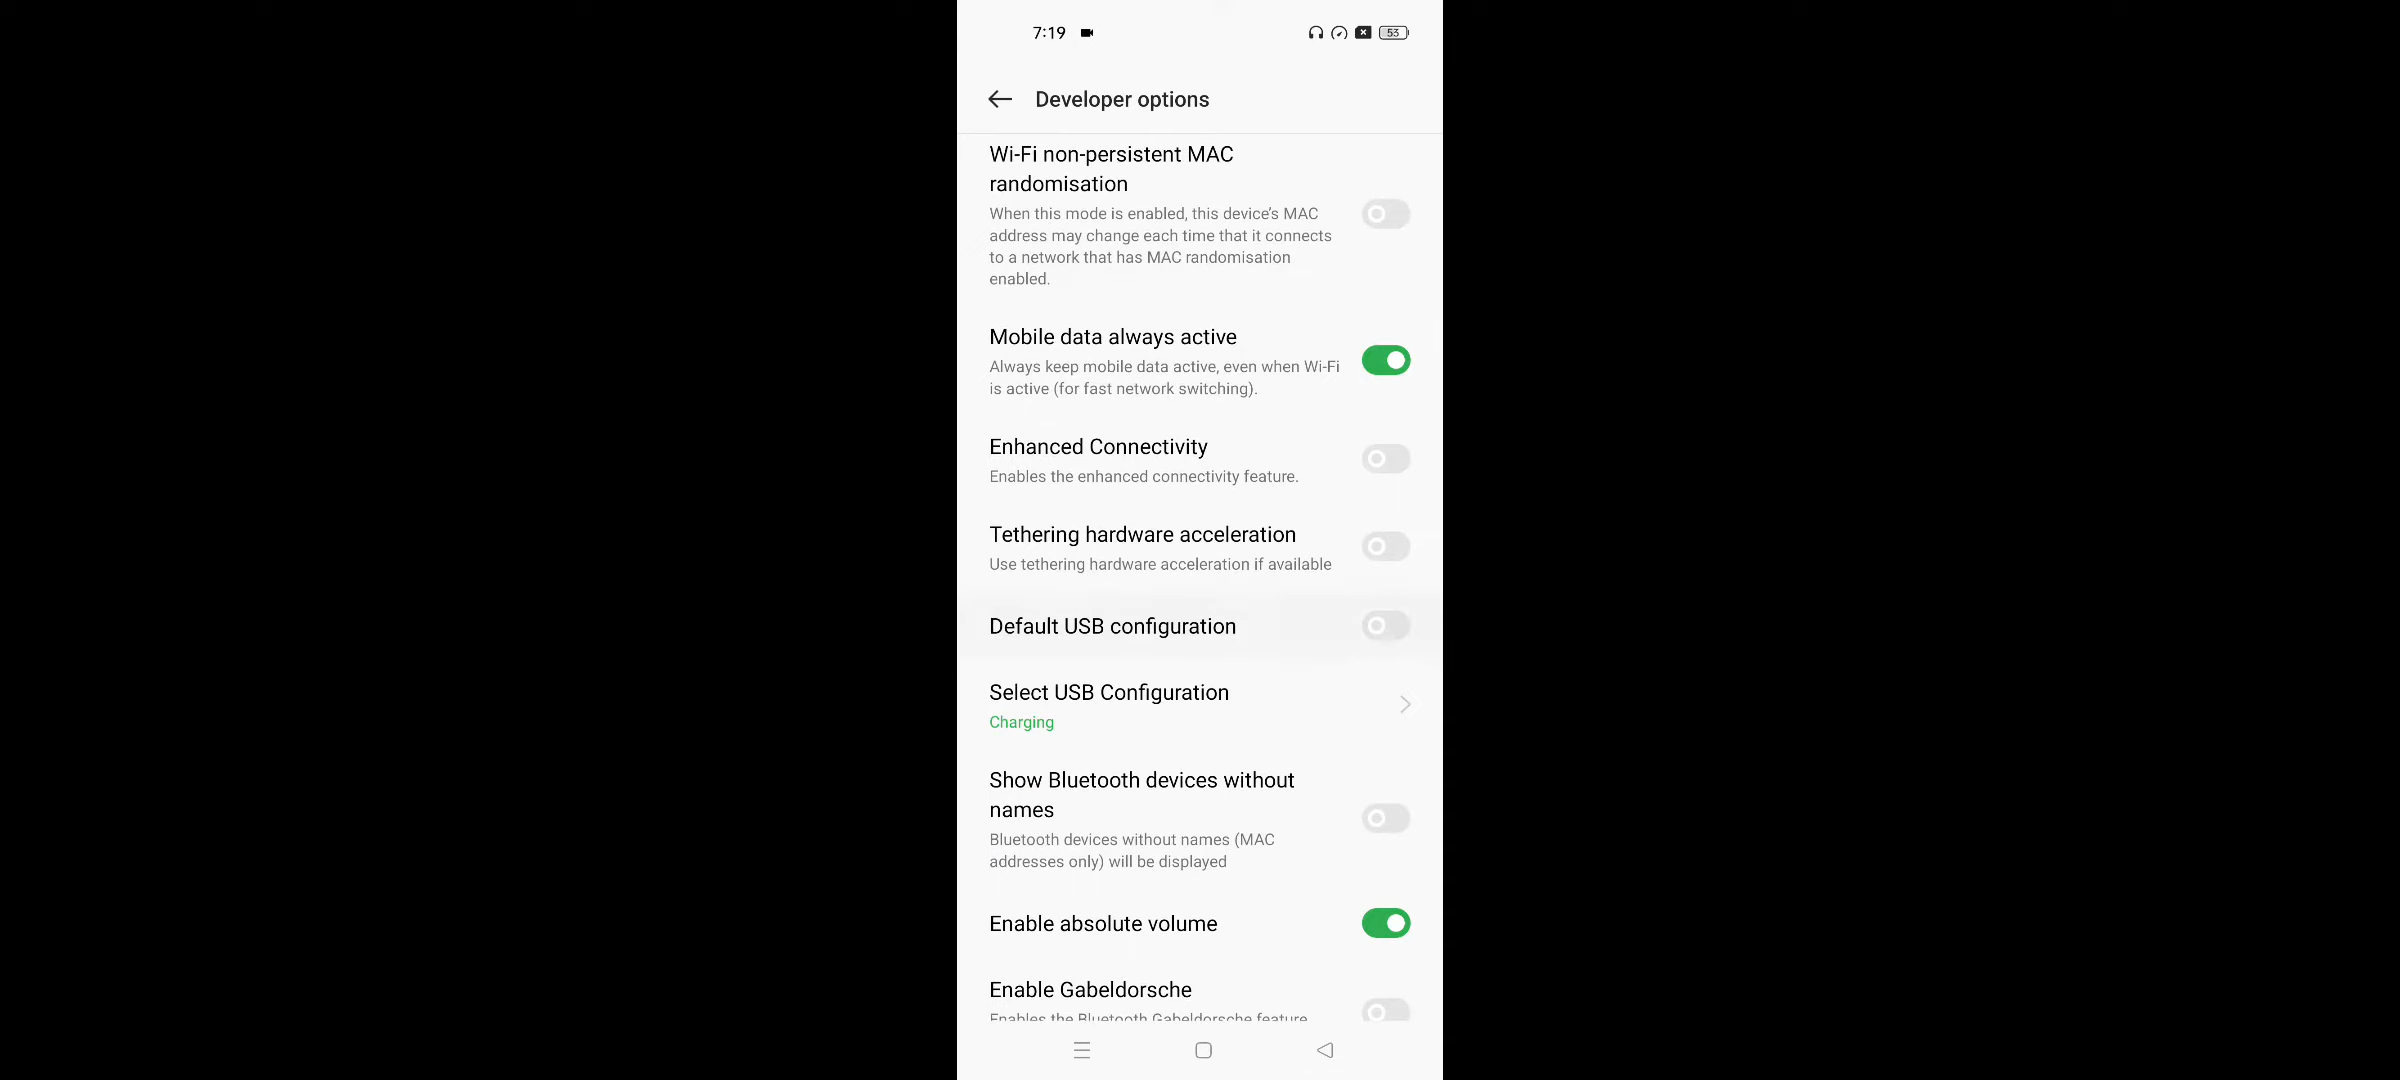 7:19
53
Developer options
Wi-Fi non-persistent MAC
randomisation
When this mode is enabled, this device's MAC
address may change each time that it connects
to a network that has MAC randomisation
enabled.
Mobile data always active
Always keep mobile data active, even when Wi-Fi
is active (for fast network switching).
Enhanced Connectivity
Enables the enhanced connectivity feature.
Tethering hardware acceleration
Use tethering hardware acceleration if available
Default USB configuration
Select USB Configuration
Charging
Show Bluetooth devices without
names
Bluetooth devices without names (MAC
addresses only) will be displayed
Enable absolute volume
Enable Gabeldorsche
Enables the Bluetooth Gabeldorsche feature